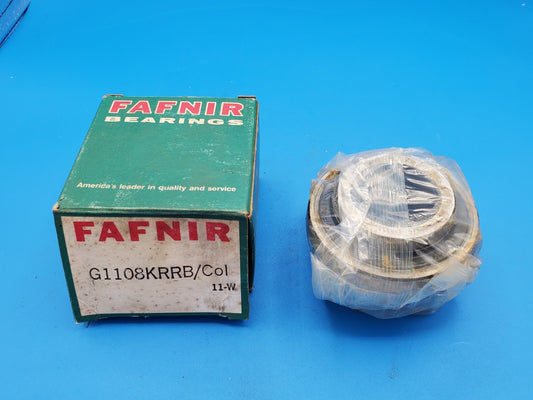 FAFNIR
BEARINGS
America's leader in quality and service
FAFNIR
G1108KRRB/Col
11-W